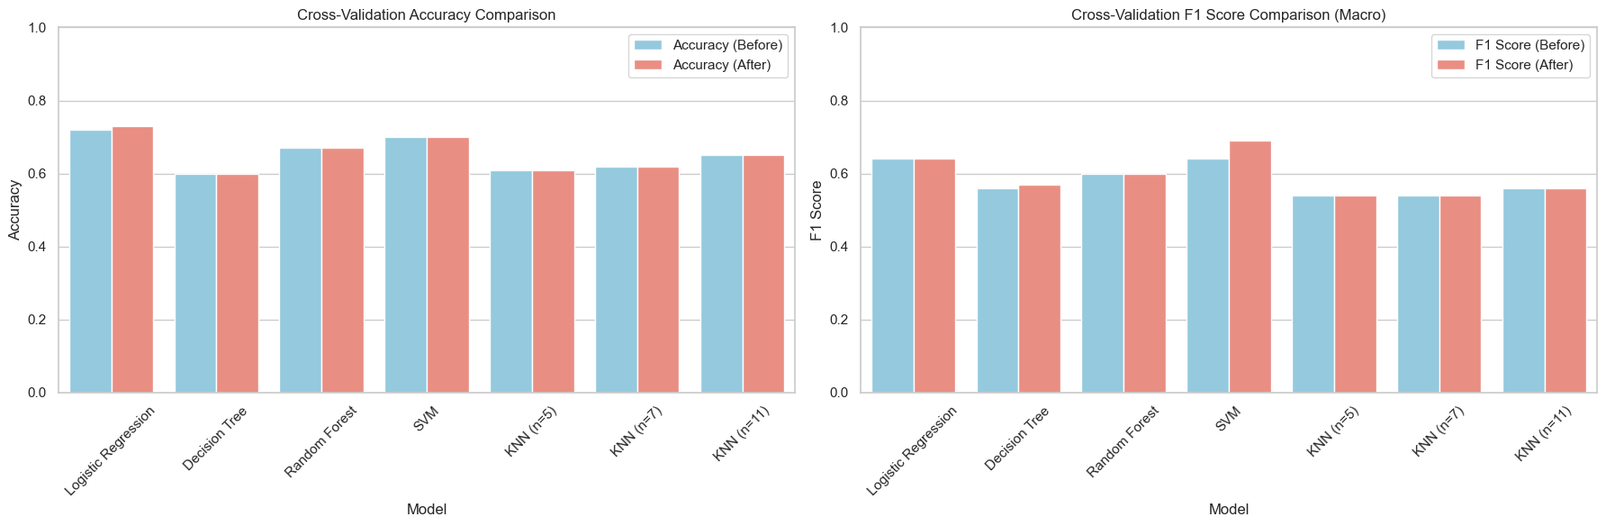 Cross-Validation Accuracy Comparison
1.0
0.8
0.6
0.4
0.2
0.0
Accuracy
Accuracy (Before)
Accuracy (After)
Logistic Regression
Decision Tree
Random Forest
SVM
KNN (n=5)
KNN (n=7)
KNN (n=11)
Model
Cross-Validation F1 Score Comparison (Macro)
1.0
0.8
0.6
0.4
0.2
0.0
F1 Score
F1 Score (Before)
F1 Score (After)
Logistic Regression
Decision Tree
Random Forest
SVM
KNN (n=5)
KNN (n=7)
KNN (n=11)
Model